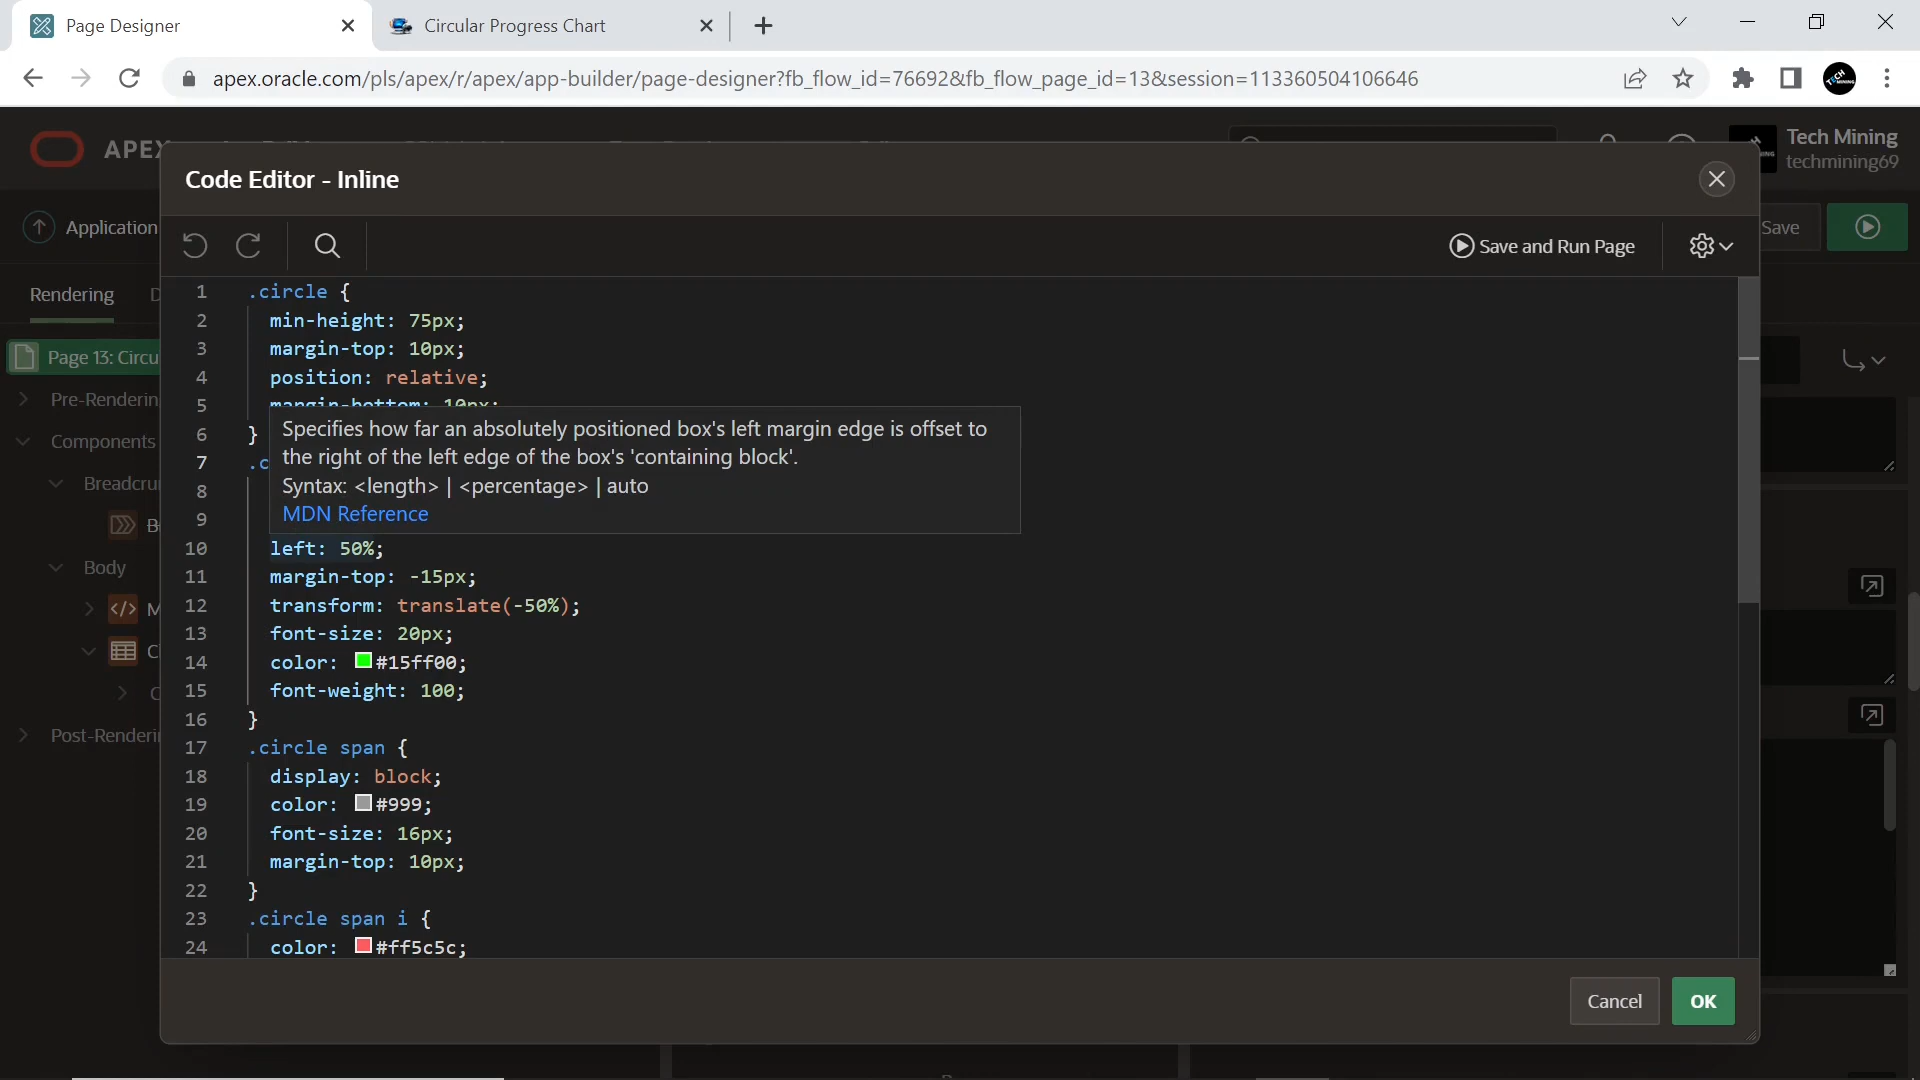 Page Designer
Circular Progress Chart
apex.oracle.com/pls/apex/r/apex/app-builder/page-designer?fb_flow_id=76692&fb_flow_page_id=13&session=113360504106646
APEX
Tech Mining
techmining69
Code Editor - Inline
Application
Save
Save and Run Page
Rendering
Page 13: Circu
Pre-Renderin
Components
Breadcru
Body
Post-Renderi
1 .circle {
2 min-height: 75px;
3 margin-top: 10px;
4 position: relative;
5 margin-bottom: 10px;
6 }
7 .c
8
9
10 left: 50%;
11 margin-top: -15px;
12 transform: translate(-50%);
13 font-size: 20px;
14 color: #15ff00;
15 font-weight: 100;
16 }
17 .circle span {
18 display: block;
19 color: #999;
20 font-size: 16px;
21 margin-top: 10px;
22 }
23 .circle span i {
24 color: #ff5c5c;
Specifies how far an absolutely positioned box's left margin edge is offset to
the right of the left edge of the box's 'containing block'.
Syntax: <length> | <percentage> | auto
MDN Reference
Cancel
OK